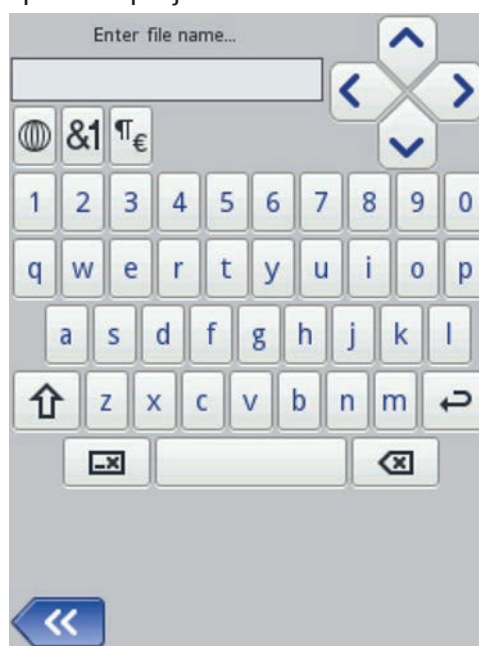 Enter file name...
&1 ¶€
1 2 3 4 5 6 7 8 9 0
q w e r t y u i o p
a s d f g h j k l
z x c v b n m